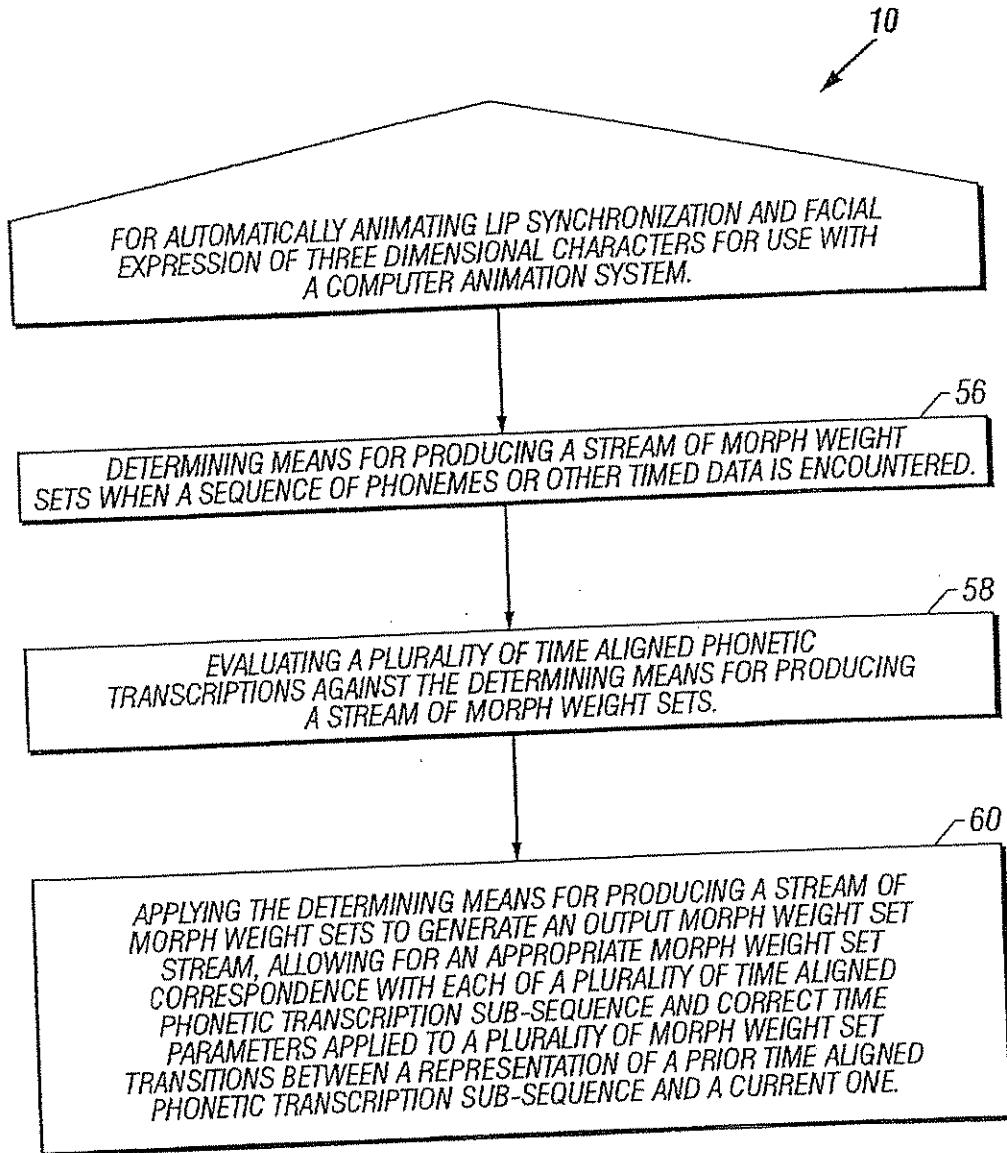 10
FOR AUTOMATICALLY ANIMATING LIP SYNCHRONIZATION AND FACIAL
EXPRESSION OF THREE DIMENSIONAL CHARACTERS FOR USE WITH
A COMPUTER ANIMATION SYSTEM.
56
DETERMINING MEANS FOR PRODUCING A STREAM OF MORPH WEIGHT
SETS WHEN A SEQUENCE OF PHONEMES OR OTHER TIMED DATA IS ENCOUNTERED.
58
EVALUATING A PLURALITY OF TIME ALIGNED PHONETIC
TRANSCRIPTIONS AGAINST THE DETERMINING MEANS FOR PRODUCING
A STREAM OF MORPH WEIGHT SETS.
60
APPLYING THE DETERMINING MEANS FOR PRODUCING A STREAM OF
MORPH WEIGHT SETS TO GENERATE AN OUTPUT MORPH WEIGHT SET
STREAM, ALLOWING FOR AN APPROPRIATE MORPH WEIGHT SET
CORRESPONDENCE WITH EACH OF A PLURALITY OF TIME ALIGNED
PHONETIC TRANSCRIPTION SUB-SEQUENCE AND CORRECT TIME
PARAMETERS APPLIED TO A PLURALITY OF MORPH WEIGHT SET
TRANSITIONS BETWEEN A REPRESENTATION OF A PRIOR TIME ALIGNED
PHONETIC TRANSCRIPTION SUB-SEQUENCE AND A CURRENT ONE.